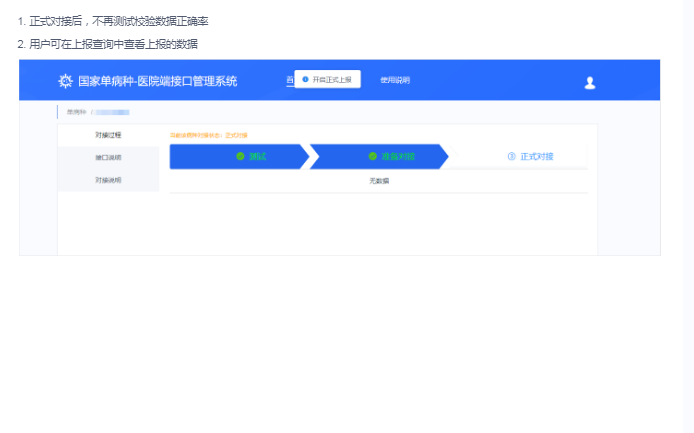 1. 正式对接后，不再测试校验数据正确率
2. 用户可在上报查询中查看上报的数据
国家单病种-医院端接口管理系统
首
开启正式上报
使用说明
单病种 /
对接过程
当前该病种对接状态：正式对接
接口说明
测试
准备对接
③ 正式对接
对接说明
无数据